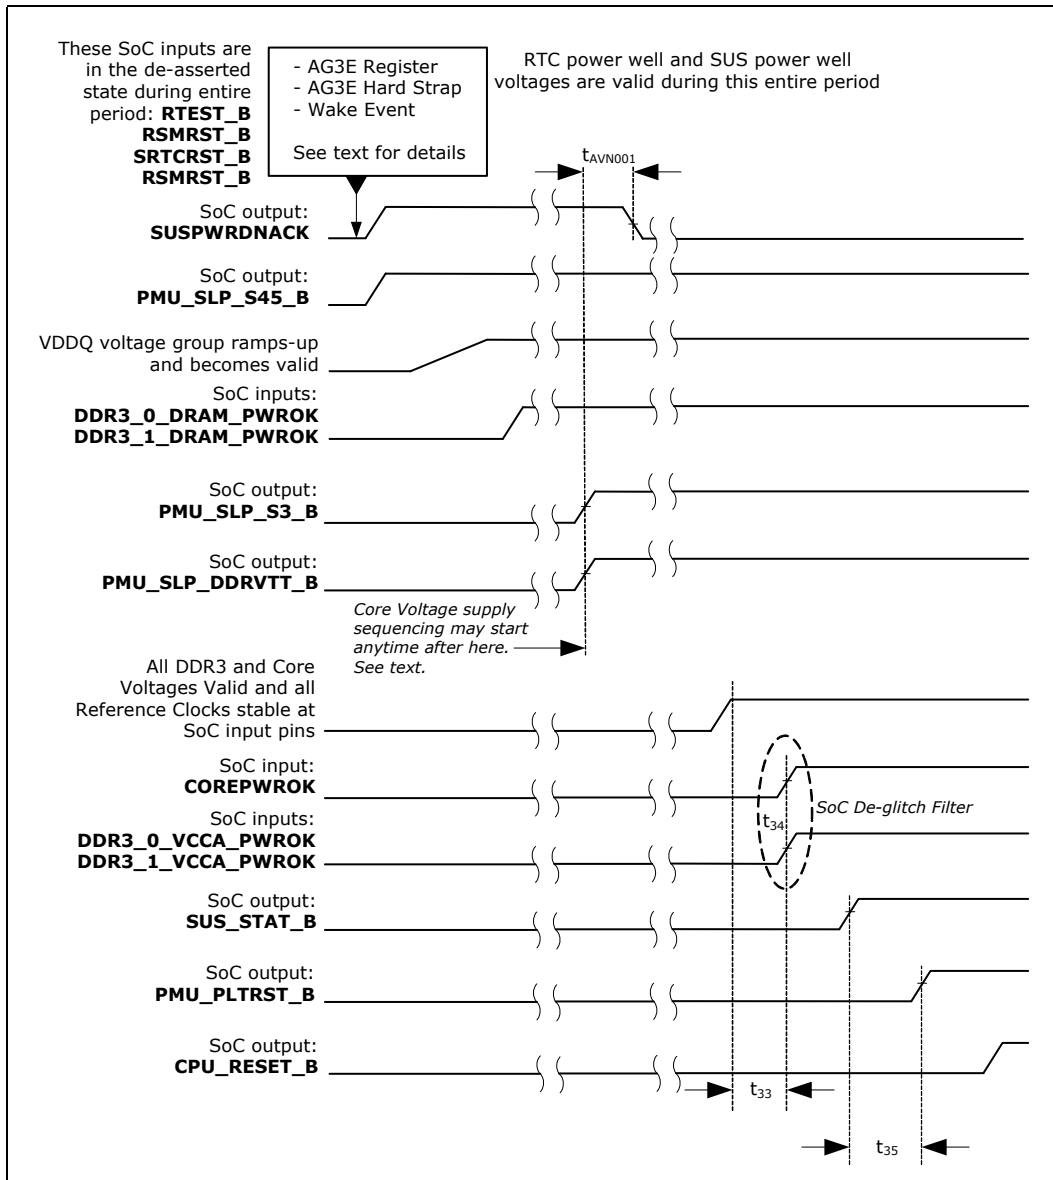 These SoC inputs are
in the de-asserted
state during entire
period: RTEST_B
RSMRST_B
SRTCRST_B
RSMRST_B
- AG3E Register
- AG3E Hard Strap
- Wake Event
See text for details
RTC power well and SUS power well
voltages are valid during this entire period
tAVN001
SoC output:
SUSPWRDNACK
SoC output:
PMU_SLP_S45_B
VDDQ voltage group ramps-up
and becomes valid
SoC inputs:
DDR3_0_DRAM_PWROK
DDR3_1_DRAM_PWROK
SoC output:
PMU_SLP_S3_B
SoC output:
PMU_SLP_DDRVTT_B
Core Voltage supply
sequencing may start
anytime after here.
See text.
All DDR3 and Core
Voltages Valid and all
Reference Clocks stable at
SoC input pins
SoC input:
COREPWROK
SoC De-glitch Filter
t34
SoC inputs:
DDR3_0_VCCA_PWROK
DDR3_1_VCCA_PWROK
SoC output:
SUS_STAT_B
SoC output:
PMU_PLTRST_B
SoC output:
CPU_RESET_B
t33
t35